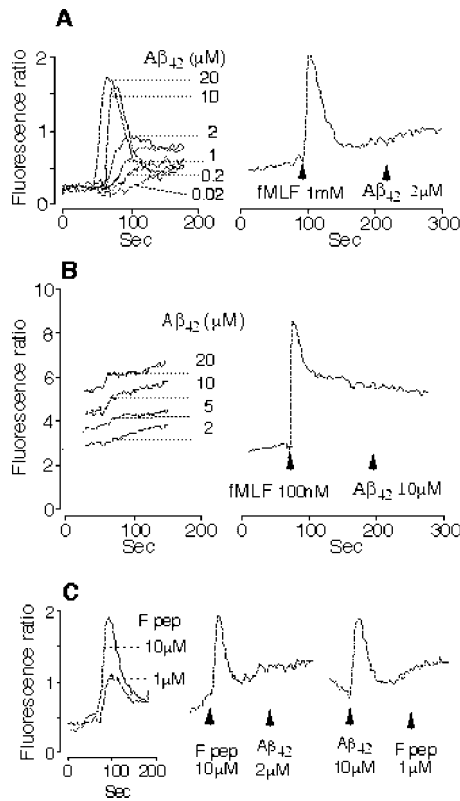 A
Aβ42 (μM)
Fluorescence ratio
2
1
0
20
10
2
1
0.2
0.02
0 100 200
Sec
fMLF 1mM
Aβ42 2μM
0 100 200 300
Sec
B
Fluorescence ratio
10
8
6
4
2
0
Aβ42 (μM)
20
10
5
2
0 100 200
Sec
fMLF 100nM
Aβ42 10μM
0 100 200 300
Sec
C
Fluorescence ratio
2
1
0
F pep
10μM
1μM
0 100 200
Sec
F pep
10μM
Aβ42
2μM
Aβ42
10μM
F pep
1μM